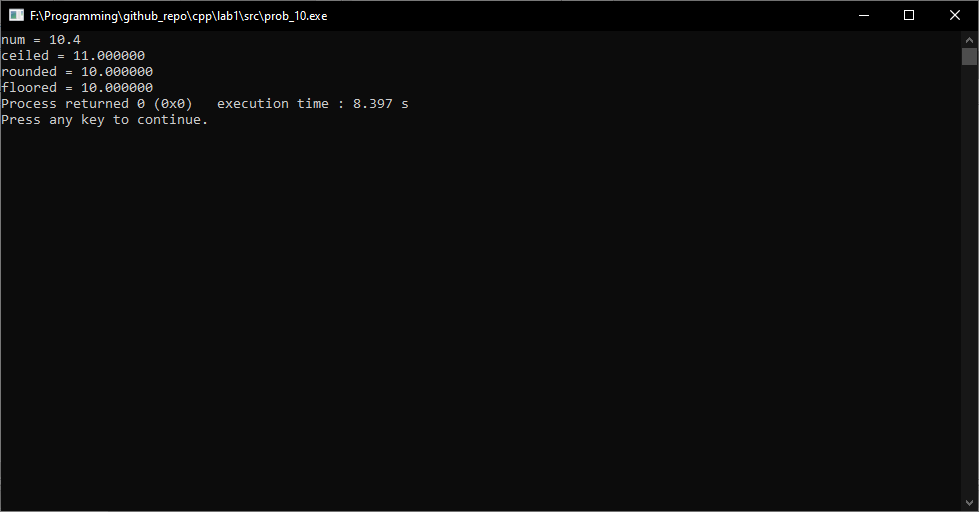 F:\Programming\github_repo\cpp\lab1\src\prob_10.exe
num = 10.4
ceiled = 11.000000
rounded = 10.000000
floored = 10.000000
Process returned 0 (0x0)   execution time : 8.397 s
Press any key to continue.